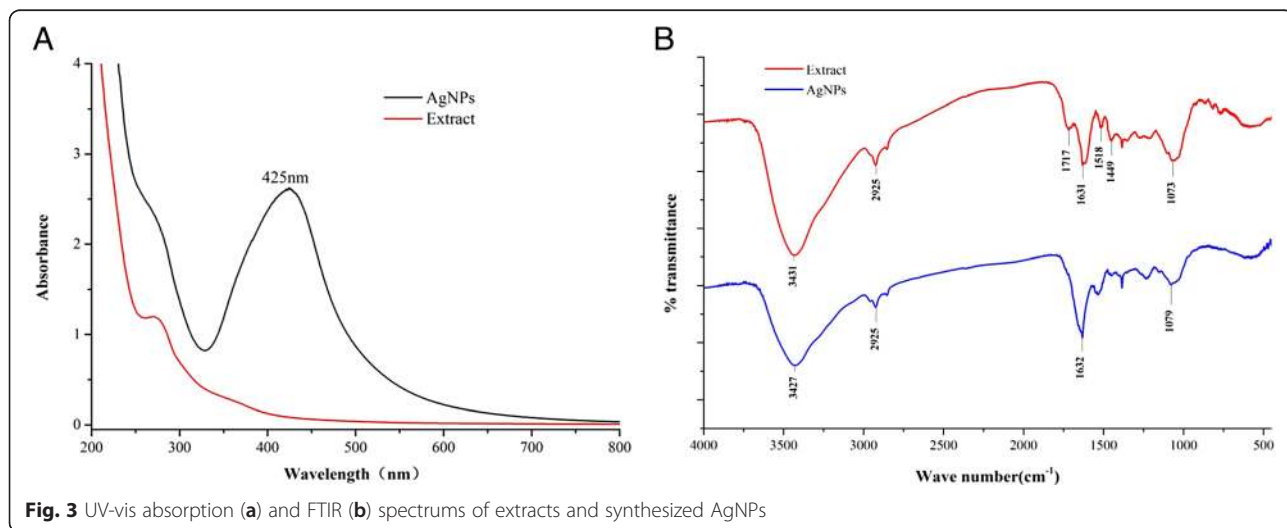 A
4
3
2
1
0
200
300
400
500
600
700
800
Absorbance
Wavelength（nm）
AgNPs
Extract
425nm
B
Extract
AgNPs
3431
2925
1717
1631
1518
1449
1073
3427
2925
1632
1079
% transmittance
4000
3500
3000
2500
2000
1500
1000
500
Wave number(cm-1)
Fig. 3 UV-vis absorption (a) and FTIR (b) spectrums of extracts and synthesized AgNPs